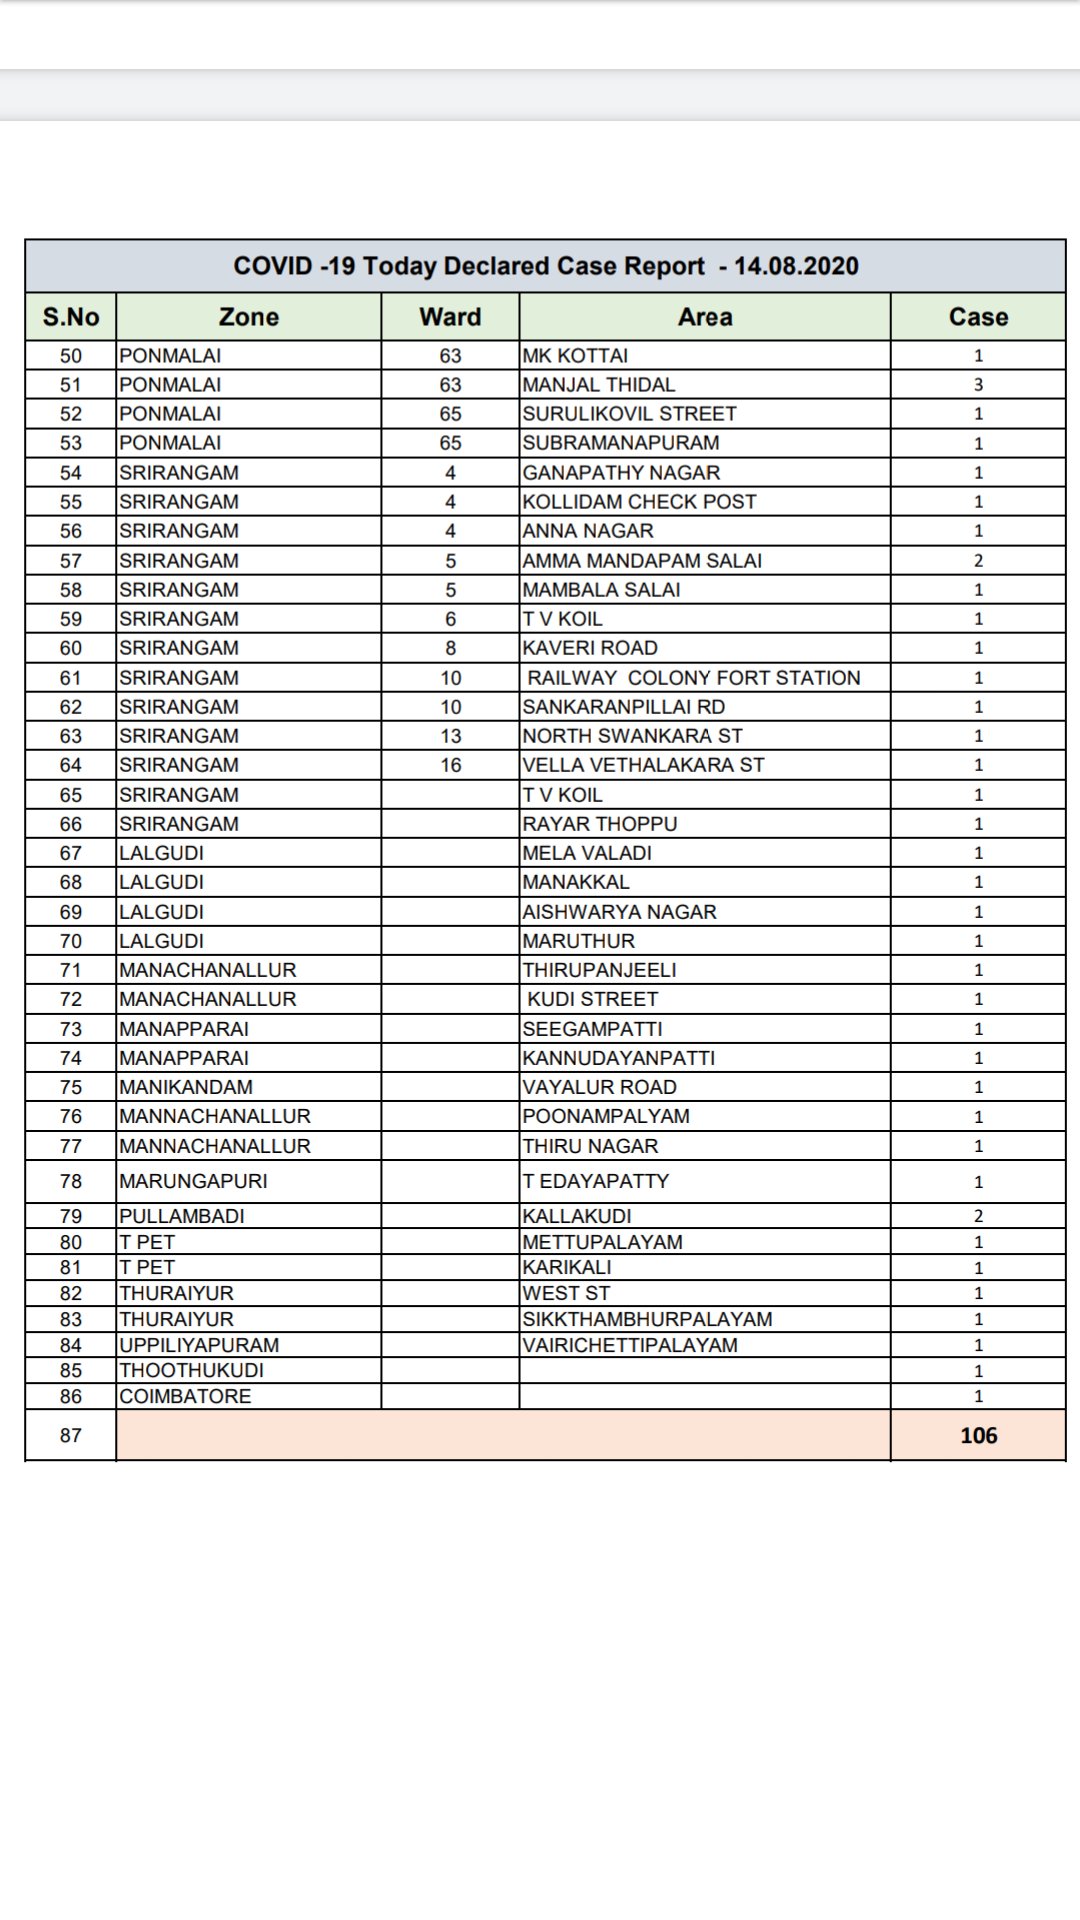 COVID -19 Today Declared Case Report - 14.08.2020
S.No Zone Ward Area Case
50 PONMALAI 63 MK KOTTAI 1
51 PONMALAI 63 MANJAL THIDAL 3
52 PONMALAI 65 SURULIKOVIL STREET 1
53 PONMALAI 65 SUBRAMANAPURAM 1
54 SRIRANGAM 4 GANAPATHY NAGAR 1
55 SRIRANGAM 4 KOLLIDAM CHECK POST 1
56 SRIRANGAM 4 ANNA NAGAR 1
57 SRIRANGAM 5 AMMA MANDAPAM SALAI 2
58 SRIRANGAM 5 MAMBALA SALAI 1
59 SRIRANGAM 6 T V KOIL 1
60 SRIRANGAM 8 KAVERI ROAD 1
61 SRIRANGAM 10 RAILWAY COLONY FORT STATION 1
62 SRIRANGAM 10 SANKARANPILLAI RD 1
63 SRIRANGAM 13 NORTH SWANKARA ST 1
64 SRIRANGAM 16 VELLA VETHALAKARA ST 1
65 SRIRANGAM T V KOIL 1
66 SRIRANGAM RAYAR THOPPU 1
67 LALGUDI MELA VALADI 1
68 LALGUDI MANAKKAL 1
69 LALGUDI AISHWARYA NAGAR 1
70 LALGUDI MARUTHUR 1
71 MANACHANALLUR THIRUPANJEELI 1
72 MANACHANALLUR KUDI STREET 1
73 MANAPPARAI SEEGAMPATTI 1
74 MANAPPARAI KANNUDAYANPATTI 1
75 MANIKANDAM VAYALUR ROAD 1
76 MANNACHANALLUR POONAMPALYAM 1
77 MANNACHANALLUR THIRU NAGAR 1
78 MARUNGAPURI T EDAYAPATTY 1
79 PULLAMBADI KALLAKUDI 2
80 T PET METTUPALAYAM 1
81 T PET KARIKALI 1
82 THURAIYUR WEST ST 1
83 THURAIYUR SIKKTHAMBHURPALAYAM 1
84 UPPILIYAPURAM VAIRICHETTIPALAYAM 1
85 THOOTHUKUDI 1
86 COIMBATORE 1
87 106